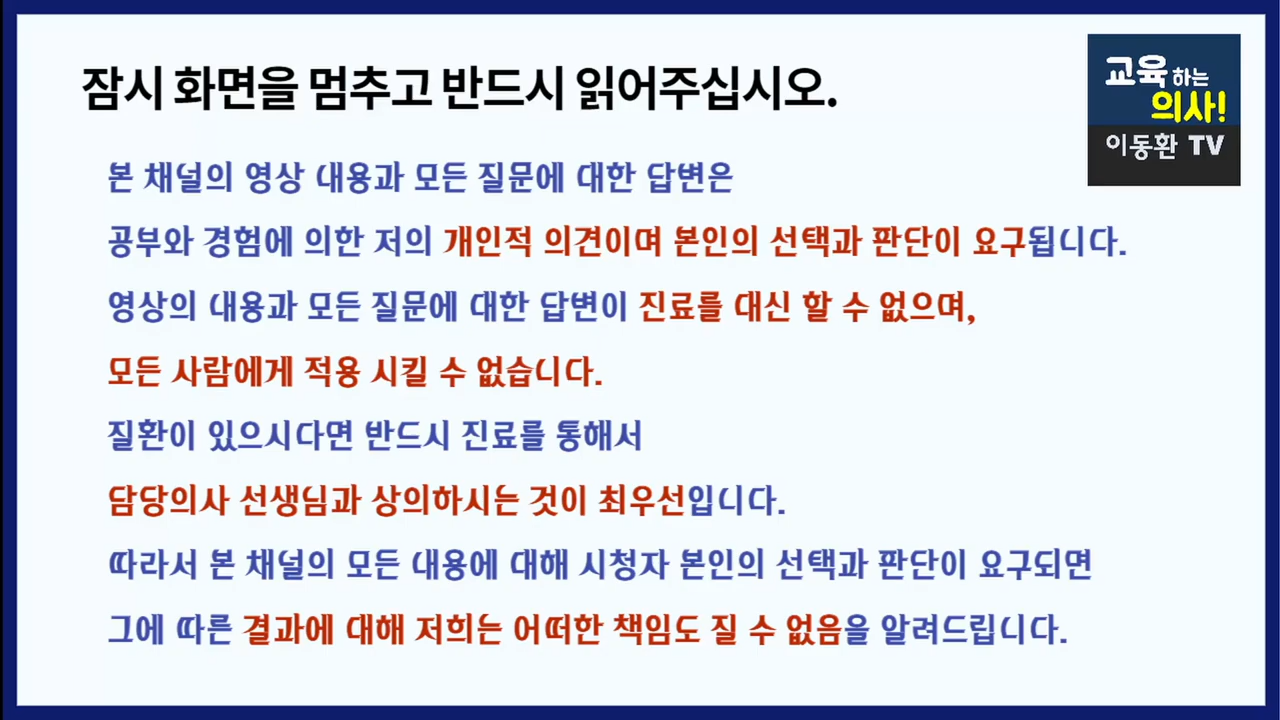 잠시 화면을 멈추고 반드시 읽어주십시오.
교육 하는
의사!
이동환 TV
본 채널의 영상 내용과 모든 질문에 대한 답변은
공부와 경험에 의한 저의 개인적 의견이며 본인의 선택과 판단이 요구됩니다.
영상의 내용과 모든 질문에 대한 답변이 진료를 대신 할 수 없으며,
모든 사람에게 적용 시킬 수 없습니다.
질환이 있으시다면 반드시 진료를 통해서
담당의사 선생님과 상의하시는 것이 최우선입니다.
따라서 본 채널의 모든 내용에 대해 시청자 본인의 선택과 판단이 요구되면
그에 따른 결과에 대해 저희는 어떠한 책임도 질 수 없음을 알려드립니다.